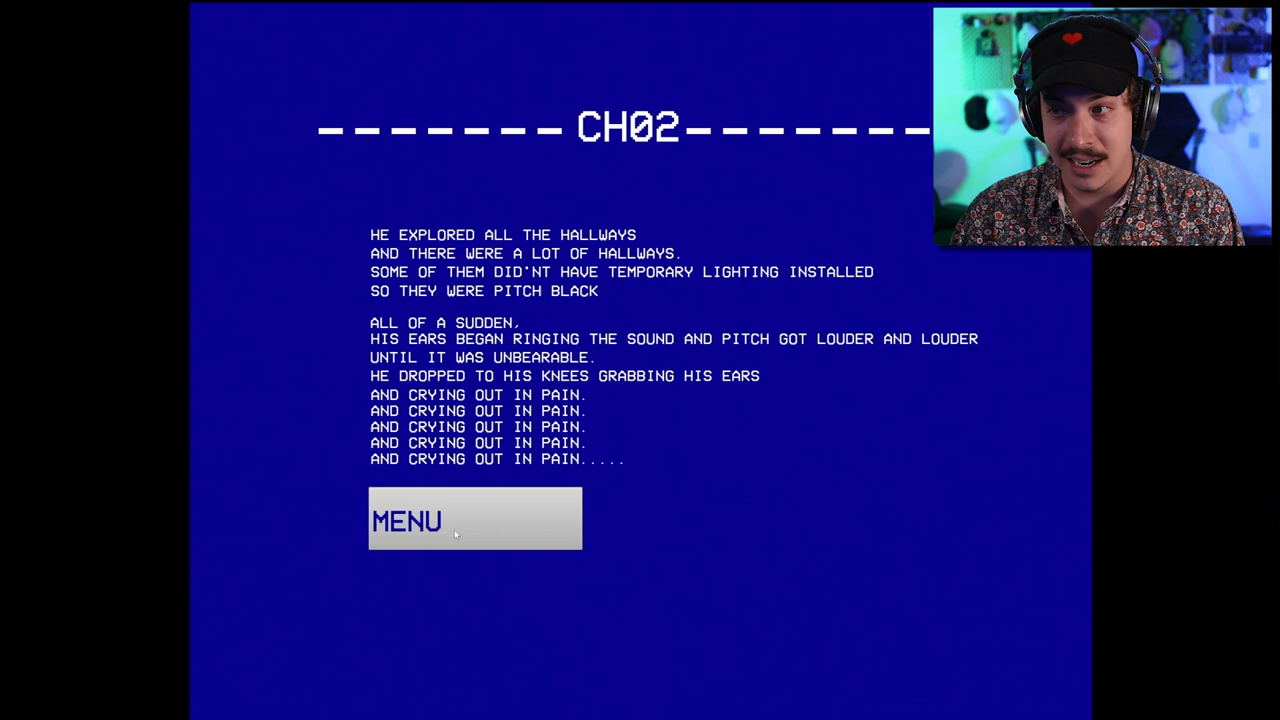 -------CH02-------
HE EXPLORED ALL THE HALLWAYS
AND THERE WERE A LOT OF HALLWAYS.
SOME OF THEM DID'NT HAVE TEMPORARY LIGHTING INSTALLED
SO THEY WERE PITCH BLACK
ALL OF A SUDDEN,
HIS EARS BEGAN RINGING THE SOUND AND PITCH GOT LOUDER AND LOUDER
UNTIL IT WAS UNBEARABLE.
HE DROPPED TO HIS KNEES GRABBING HIS EARS
AND CRYING OUT IN PAIN.
AND CRYING OUT IN PAIN.
AND CRYING OUT IN PAIN.
AND CRYING OUT IN PAIN.
AND CRYING OUT IN PAIN.....
MENU